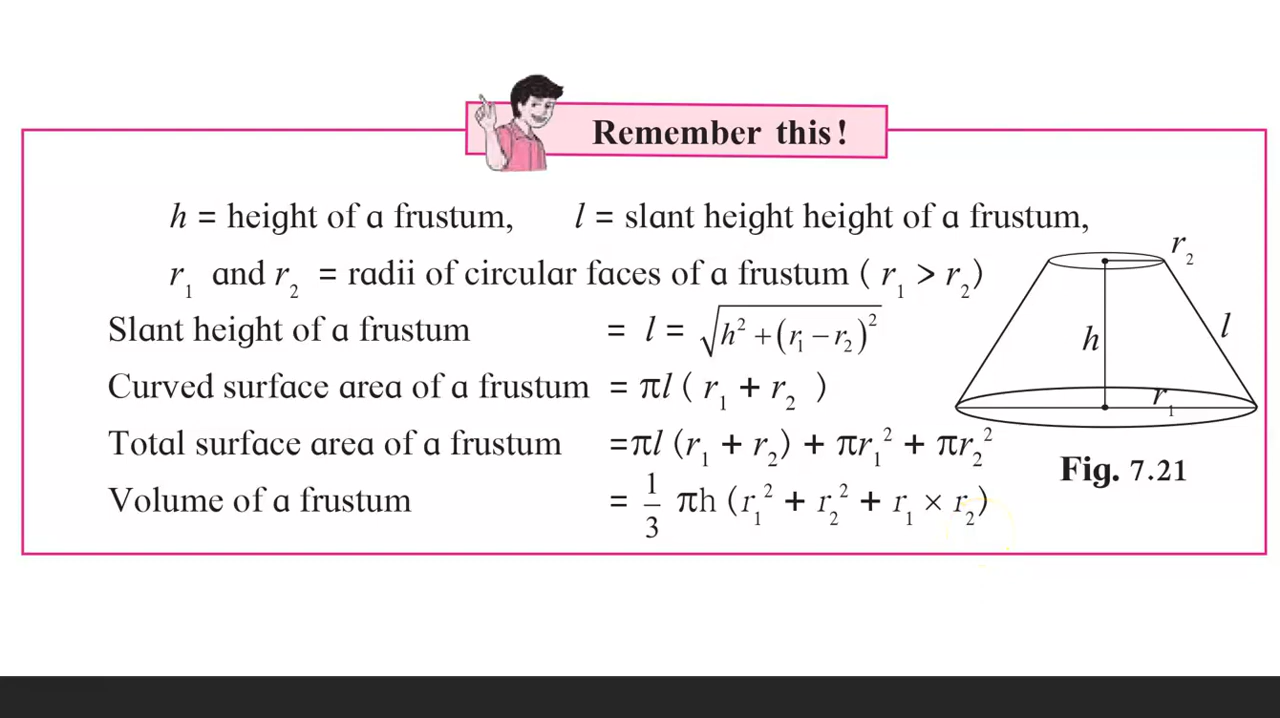 Remember this!
h = height of a frustum, l = slant height height of a frustum,
r₁ and r₂ = radii of circular faces of a frustum ( r₁ > r₂)
Slant height of a frustum = l = √(h² + (r₁ – r₂)²)
Curved surface area of a frustum = πl ( r₁ + r₂ )
Total surface area of a frustum =πl (r₁ + r₂) + πr₁² + πr₂²
Volume of a frustum = 1/3 πh (r₁² + r₂² + r₁ × r₂)
r₂
h
l
r₁
Fig. 7.21